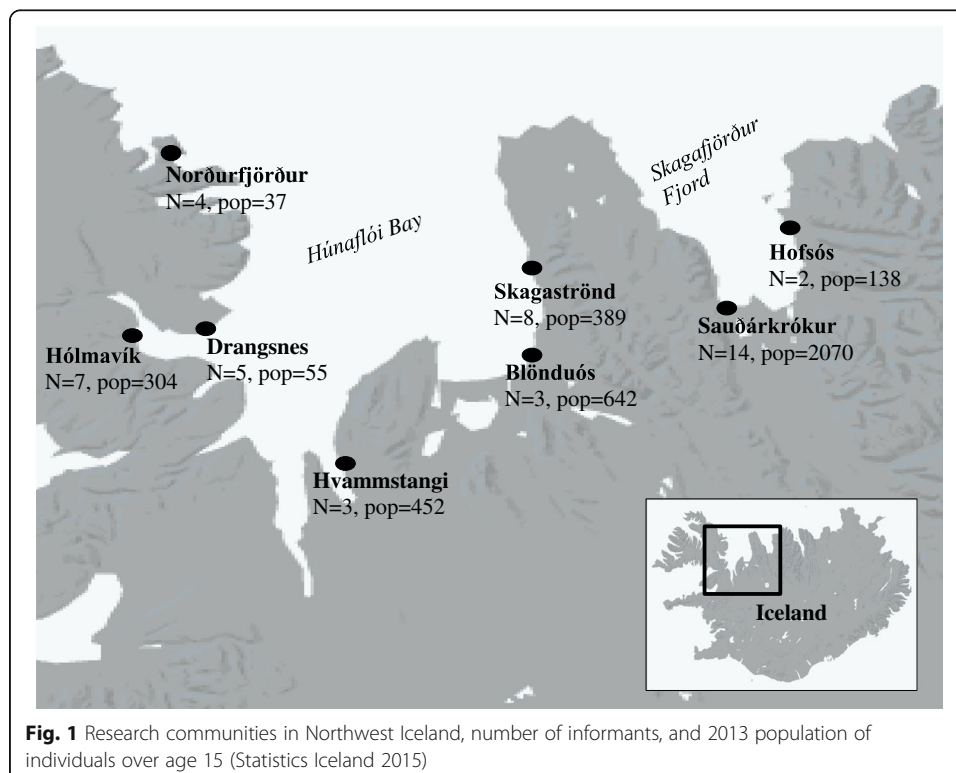 Norðurfjörður
N=4, pop=37
Húnaflói Bay
Skagafjörður
Fjord
Hofsós
N=2, pop=138
Skagaströnd
N=8, pop=389
Sauðárkrókur
N=14, pop=2070
Hólmavík
N=7, pop=304
Drangsnes
N=5, pop=55
Blönduós
N=3, pop=642
Hvammstangi
N=3, pop=452
Iceland
Fig. 1 Research communities in Northwest Iceland, number of informants, and 2013 population of
individuals over age 15 (Statistics Iceland 2015)